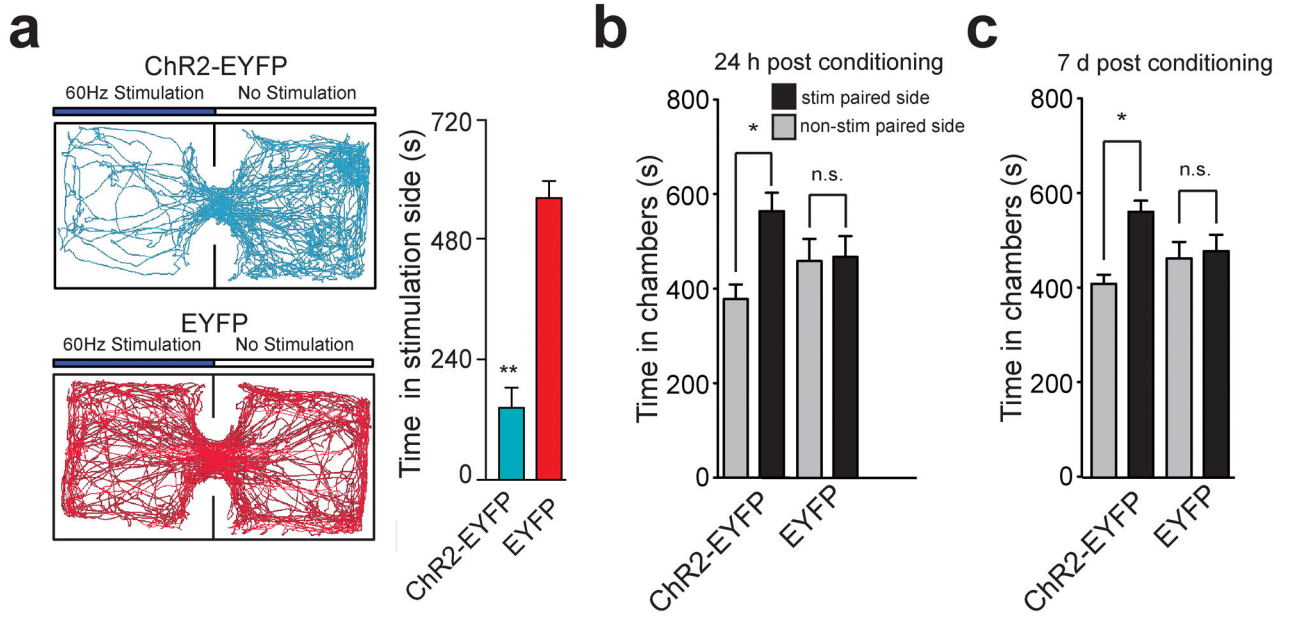 a
ChR2-EYFP
60Hz Stimulation No Stimulation
EYFP
60Hz Stimulation No Stimulation
Time in stimulation side (s)
720
480
240
0
**
ChR2-EYFP
EYFP
b
24 h post conditioning
stim paired side
non-stim paired side
Time in chambers (s)
800
600
400
200
0
*
n.s.
ChR2-EYFP
EYFP
c
7 d post conditioning
Time in chambers (s)
800
600
400
200
0
*
n.s.
ChR2-EYFP
EYFP